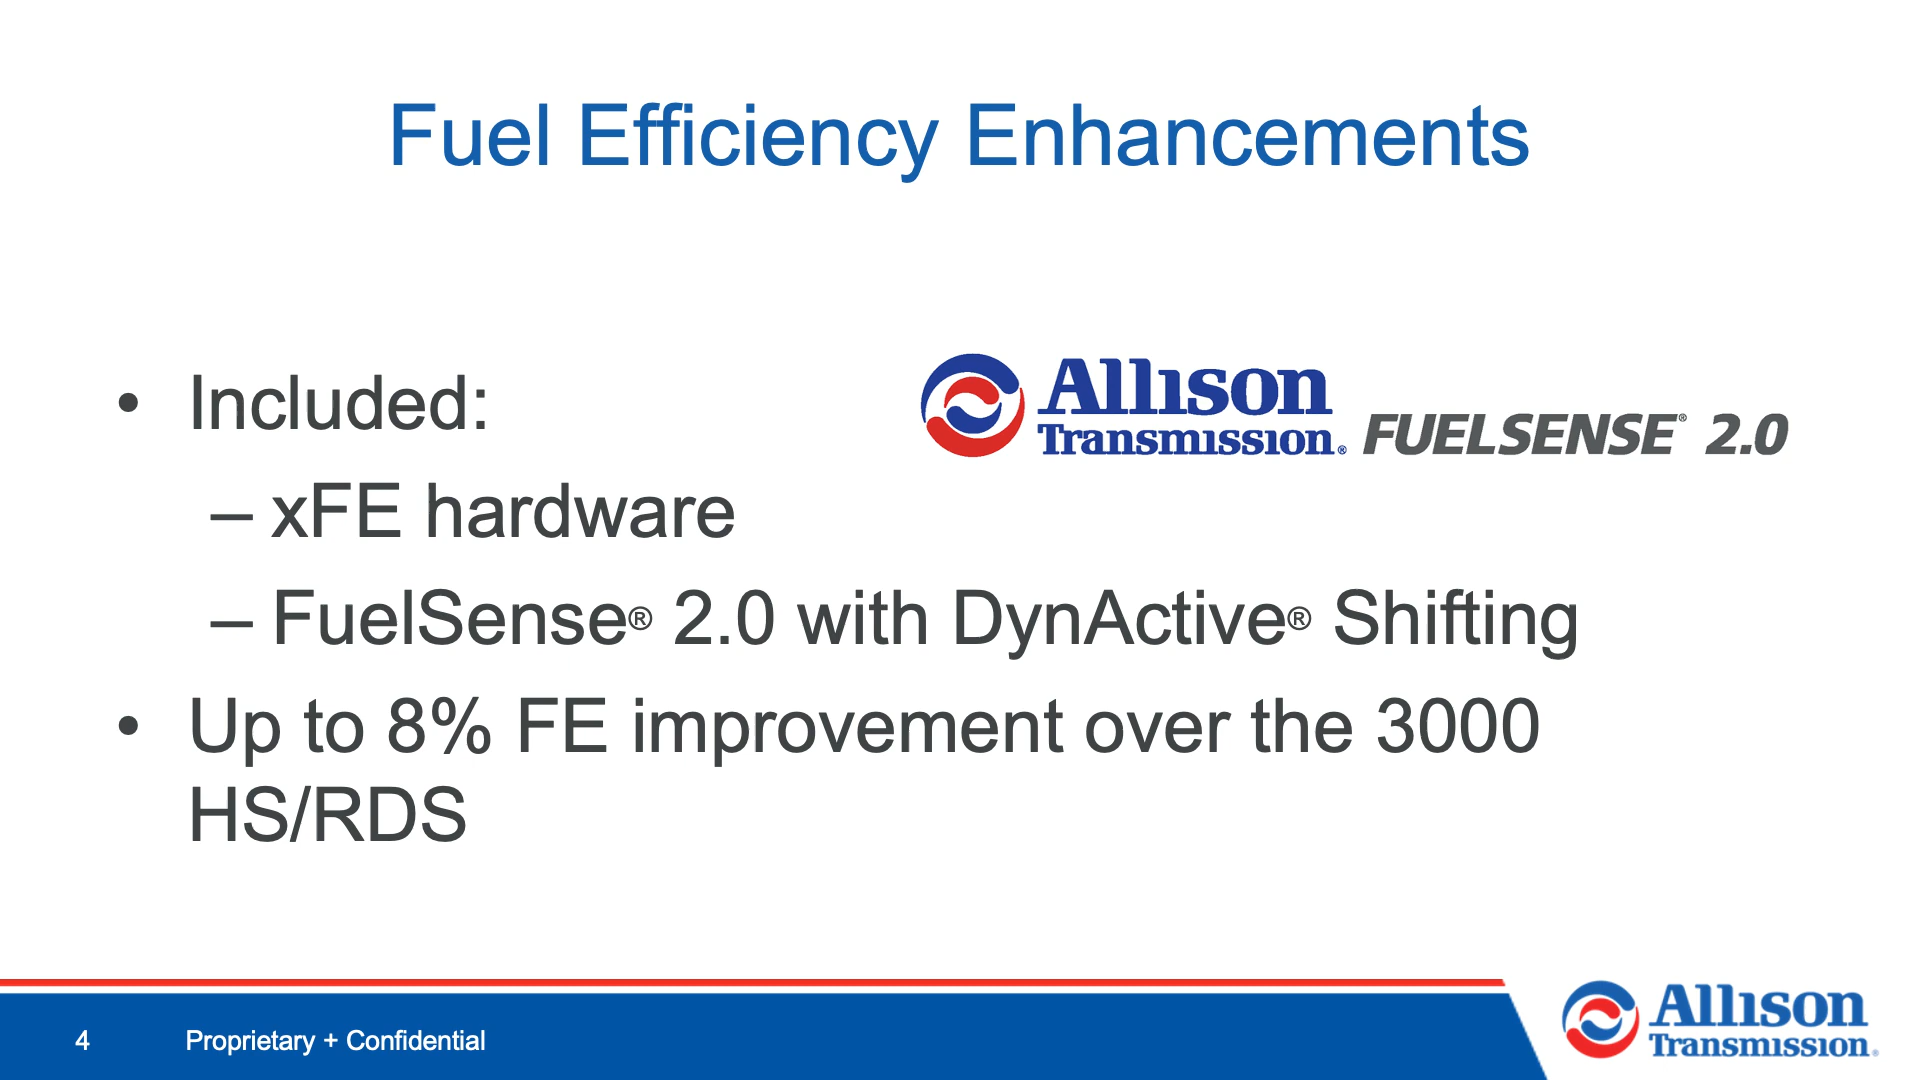 Fuel Efficiency Enhancements
Allison
Transmission® FUELSENSE® 2.0
• Included:
– xFE hardware
– FuelSense® 2.0 with DynActive® Shifting
• Up to 8% FE improvement over the 3000
HS/RDS
4 Proprietary + Confidential
Allison
Transmission®